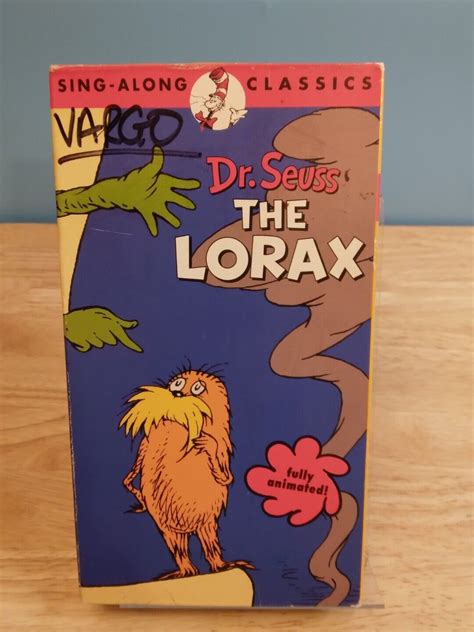 SING-ALONG CLASSICS
VARGO
Dr. Seuss
THE
LORAX
fully
animated!